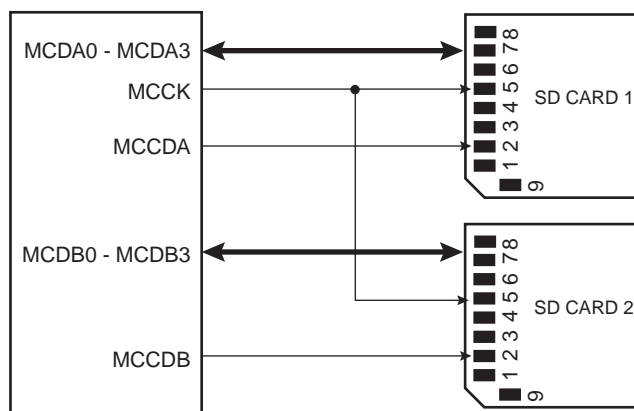 MCDA0 - MCDA3
MCCK
MCCDA
MCDB0 - MCDB3
MCCDB
8
7
6
5
4
3
2
1
9
SD CARD 1
8
7
6
5
4
3
2
1
9
SD CARD 2